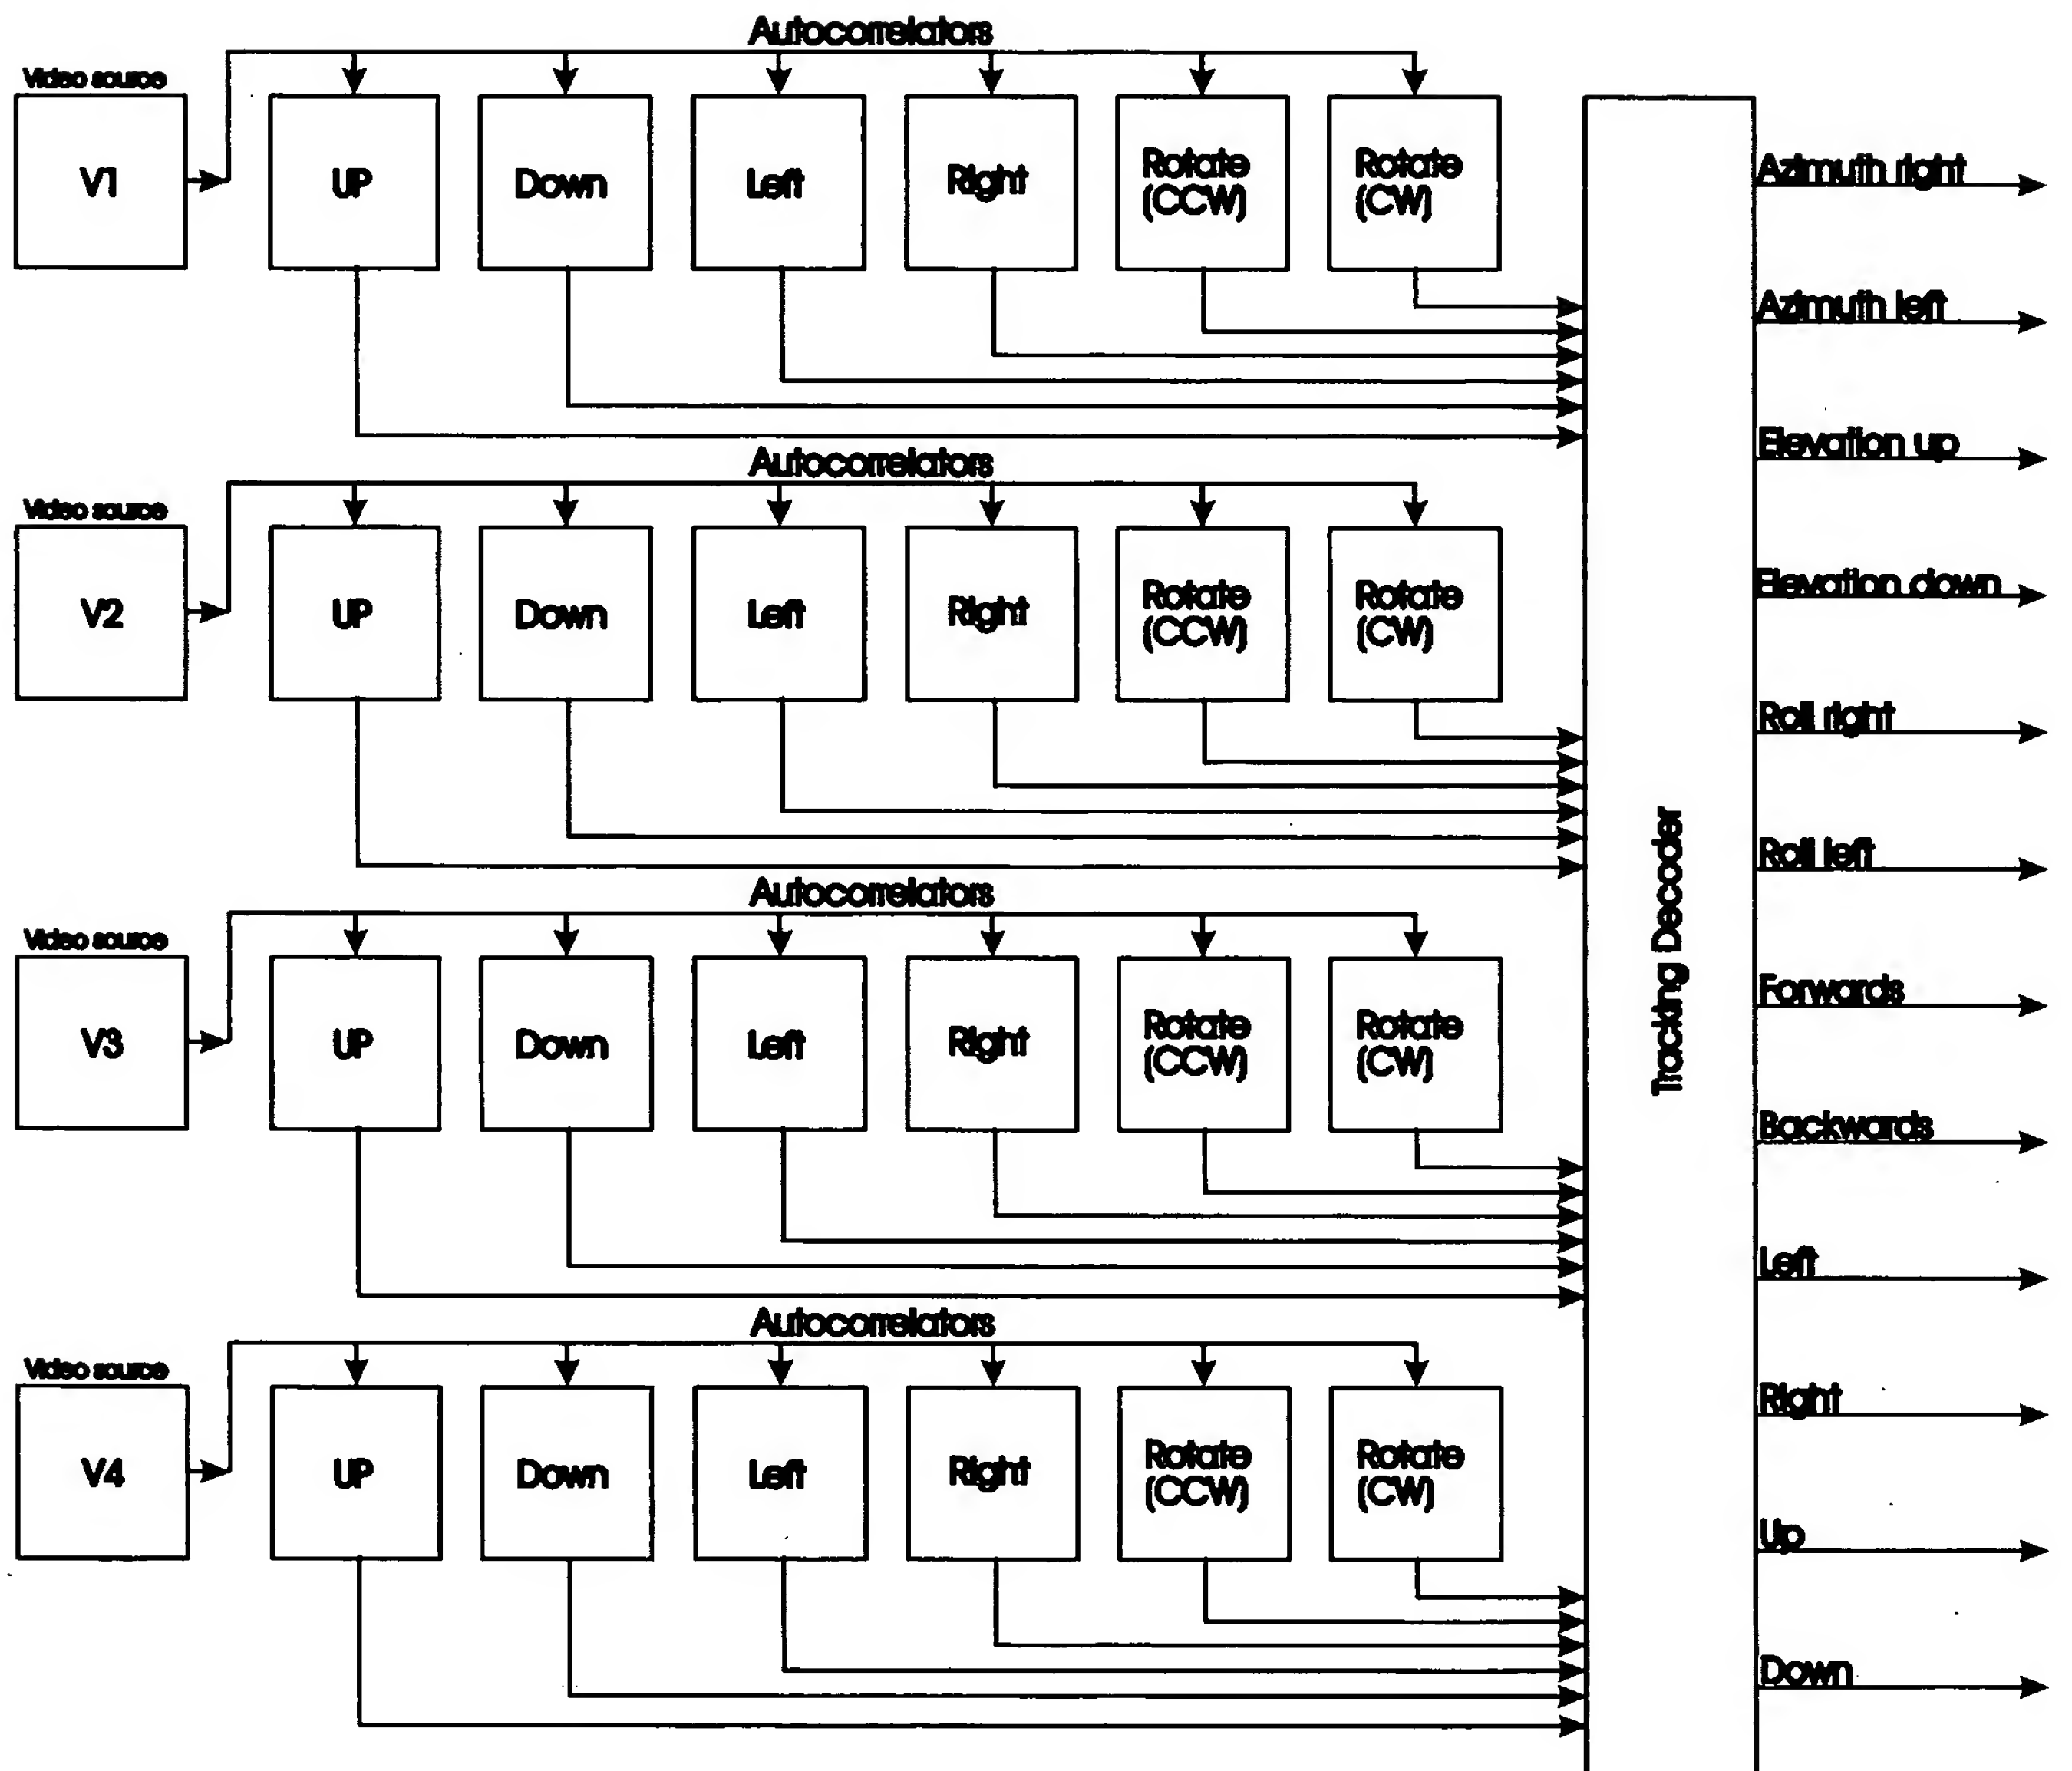 Autocorrelators
Video source
V1
UP
Down
Left
Right
Rotate
(CCW)
Rotate
(CW)
Autocorrelators
Video source
V2
UP
Down
Left
Right
Rotate
(CCW)
Rotate
(CW)
Autocorrelators
Video source
V3
UP
Down
Left
Right
Rotate
(CCW)
Rotate
(CW)
Autocorrelators
Video source
V4
UP
Down
Left
Right
Rotate
(CCW)
Rotate
(CW)
Tracking Decoder
Azimuth right
Azimuth left
Elevation up
Elevation down
Roll right
Roll left
Forwards
Backwards
Left
Right
Up
Down